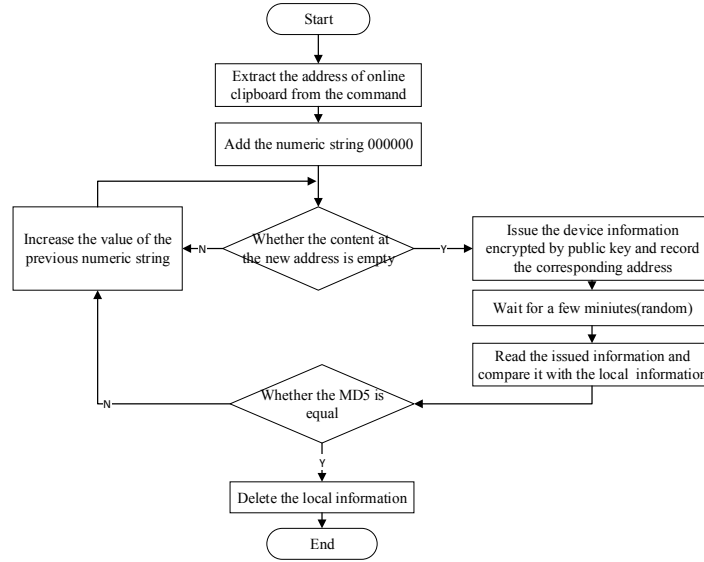 Start
Extract the address of online
clipboard from the command
Add the numeric string 000000
Increase the value of the
previous numeric string
N
Whether the content at
the new address is empty
Y
Issue the device information
encrypted by public key and record
the corresponding address
Wait for a few miniutes(random)
Read the issued information and
compare it with the local information
N
Whether the MD5 is
equal
Y
Delete the local information
End